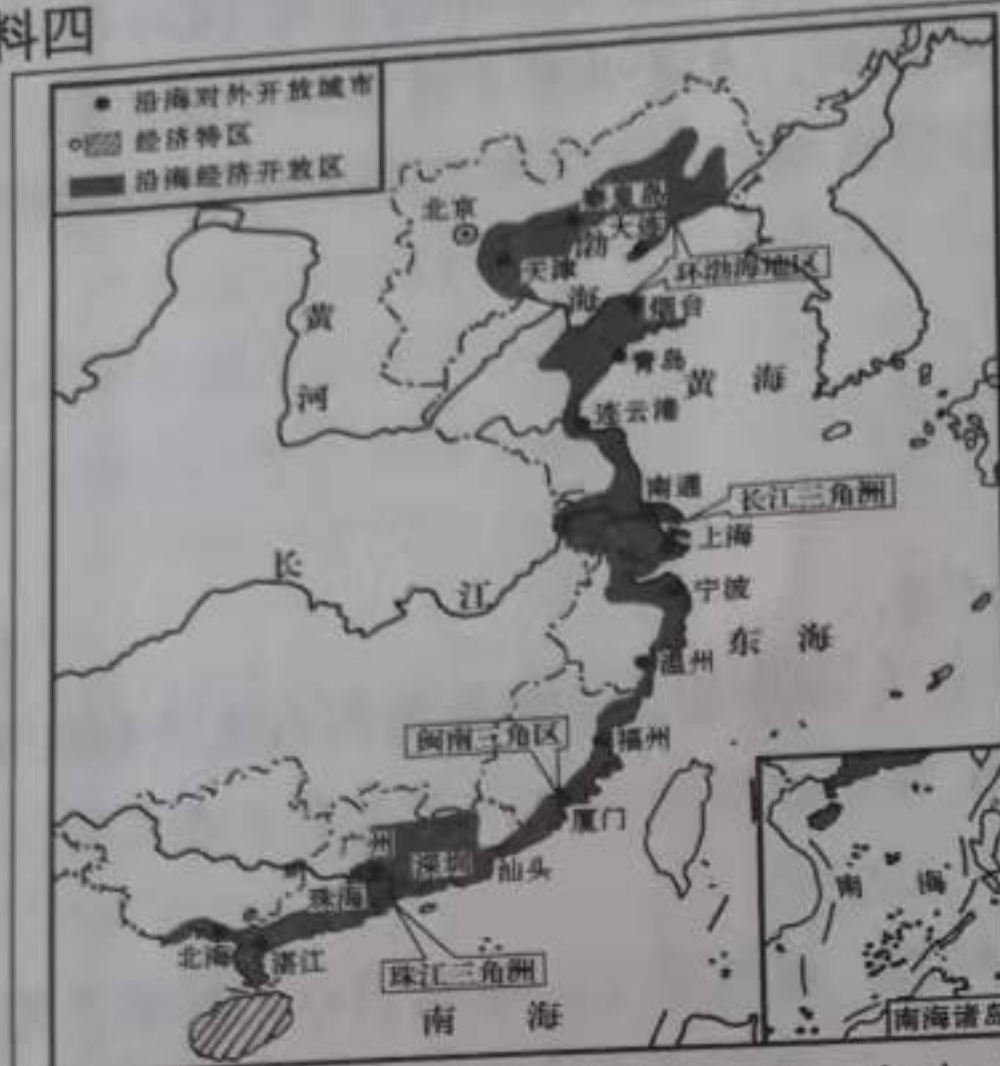 料四
沿海对外开放城市
经济特区
沿海经济开放区
北京
秦皇岛
大连
渤
天津
环渤海地区
海
烟台
黄
青岛
黄 海
河
连云港
南通
长江三角洲
上海
长
江
宁波
东 海
温州
闽南三角区
福州
厦门
广州
深圳
汕头
珠海
北海
湛江
珠江三角洲
南 海
南 海
南海诸岛